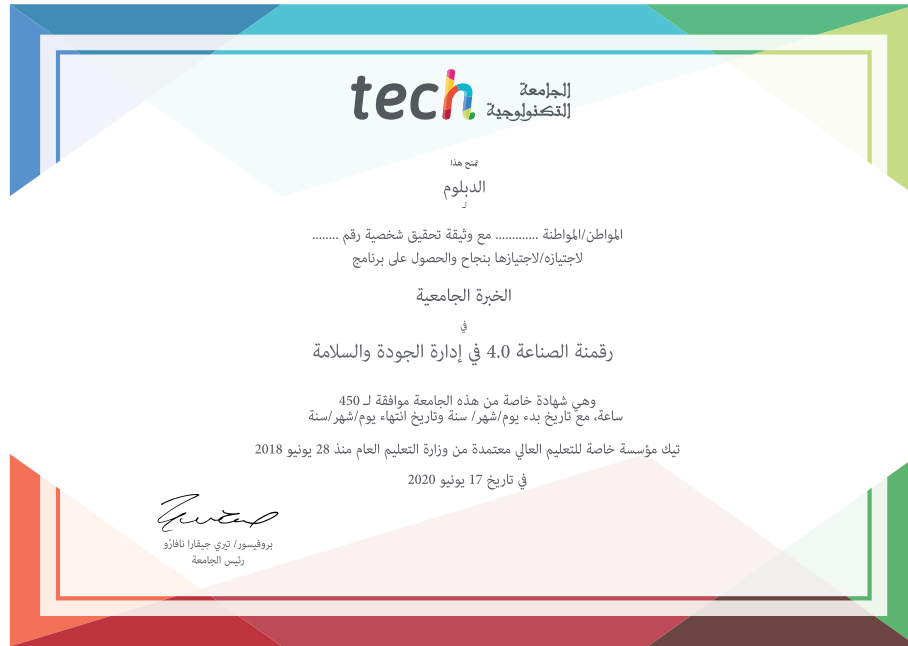 tech الجامعة
التكنولوجية
تمنح هذا
الدبلوم
لـ
المواطن/المواطنة ............. مع وثيقة تحقيق شخصية رقم ........
لاجتيازه/لاجتيازها بنجاح والحصول على برنامج
الخبرة الجامعية
في
رقمنة الصناعة 4.0 في إدارة الجودة والسلامة
وهي شهادة خاصة من هذه الجامعة موافقة لـ 450
ساعة، مع تاريخ بدء يوم/شهر/ سنة وتاريخ انتهاء يوم/شهر/سنة
تيك مؤسسة خاصة للتعليم العالي معتمدة من وزارة التعليم العام منذ 28 يونيو 2018
في تاريخ 17 يونيو 2020
بروفيسور/ تيري جيفارا نافارّو
رئيس الجامعة